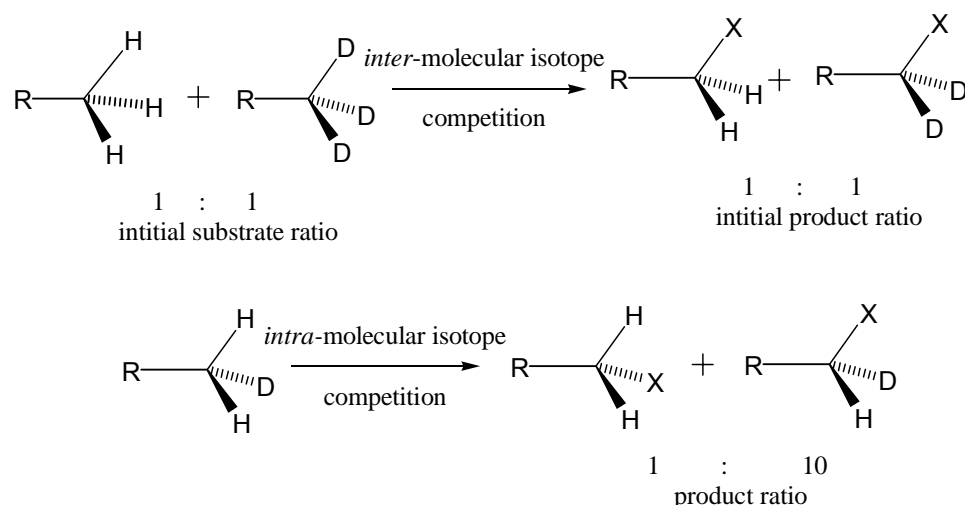 H
R
H
H
+
D
R
D
D
inter-molecular isotope
competition
X
R
H
H
+
X
R
D
D
1 : 1
intitial substrate ratio
1 : 1
intitial product ratio
H
R
D
H
intra-molecular isotope
competition
H
R
X
H
+
X
R
D
H
1 : 10
product ratio